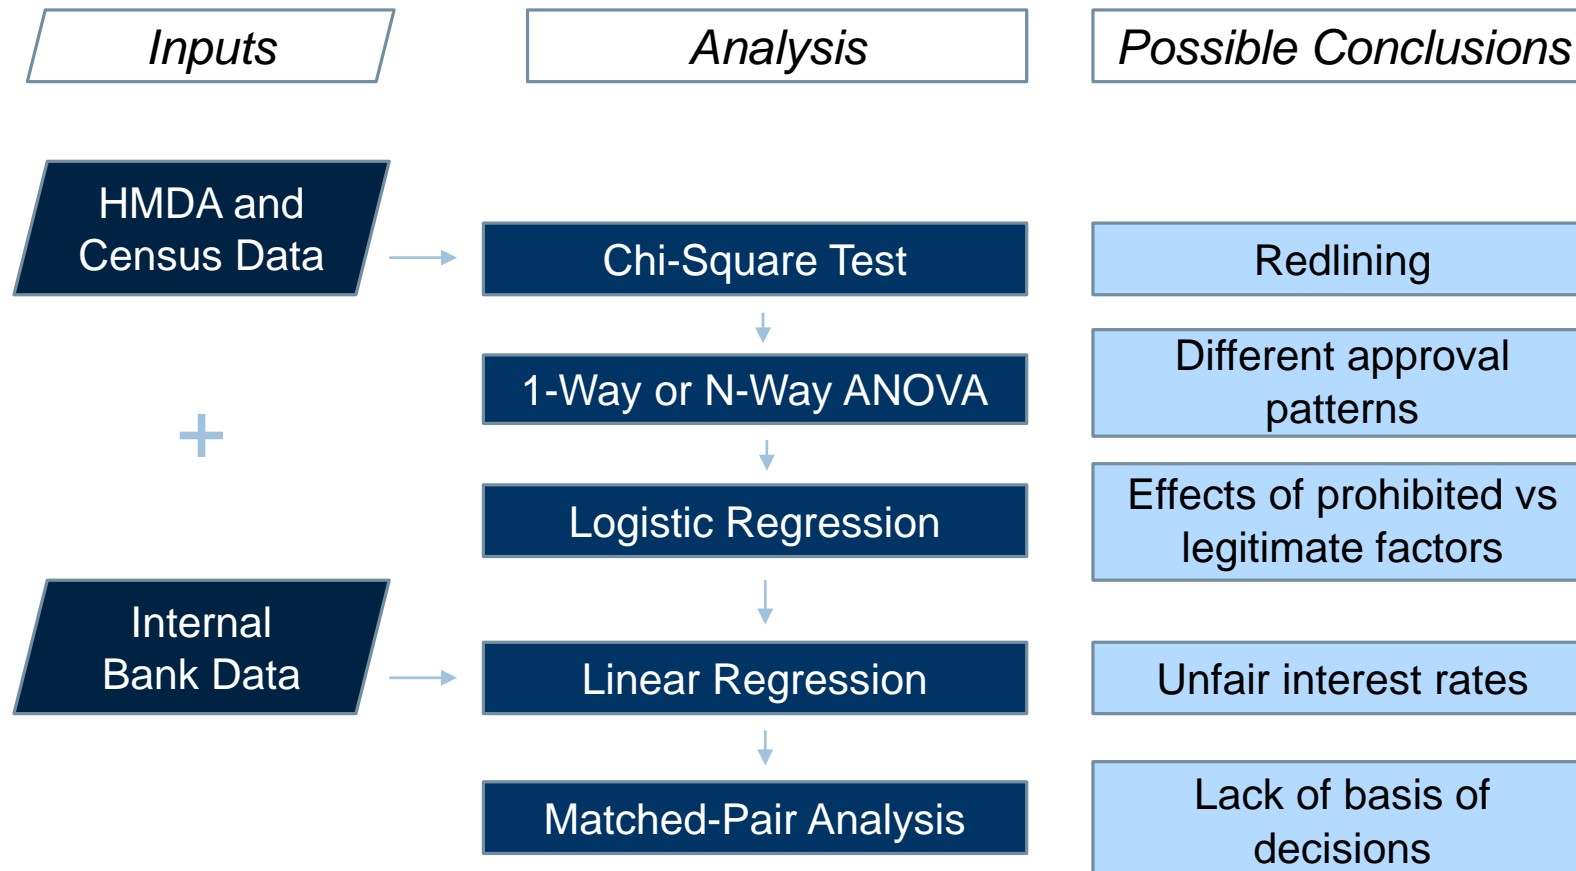 Inputs
Analysis
Possible Conclusions
HMDA and
Census Data
Chi-Square Test
Redlining
1-Way or N-Way ANOVA
Different approval
patterns
+
Logistic Regression
Effects of prohibited vs
legitimate factors
Internal
Bank Data
Linear Regression
Unfair interest rates
Matched-Pair Analysis
Lack of basis of
decisions